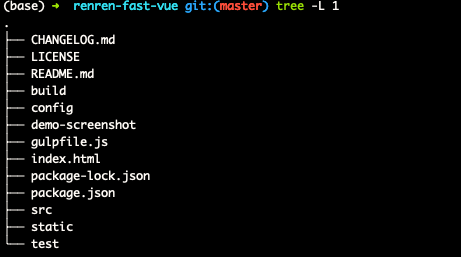 (base) ➜  renren-fast-vue git:(master) tree -L 1
.
├── CHANGELOG.md
├── LICENSE
├── README.md
├── build
├── config
├── demo-screenshot
├── gulpfile.js
├── index.html
├── package-lock.json
├── package.json
├── src
├── static
└── test